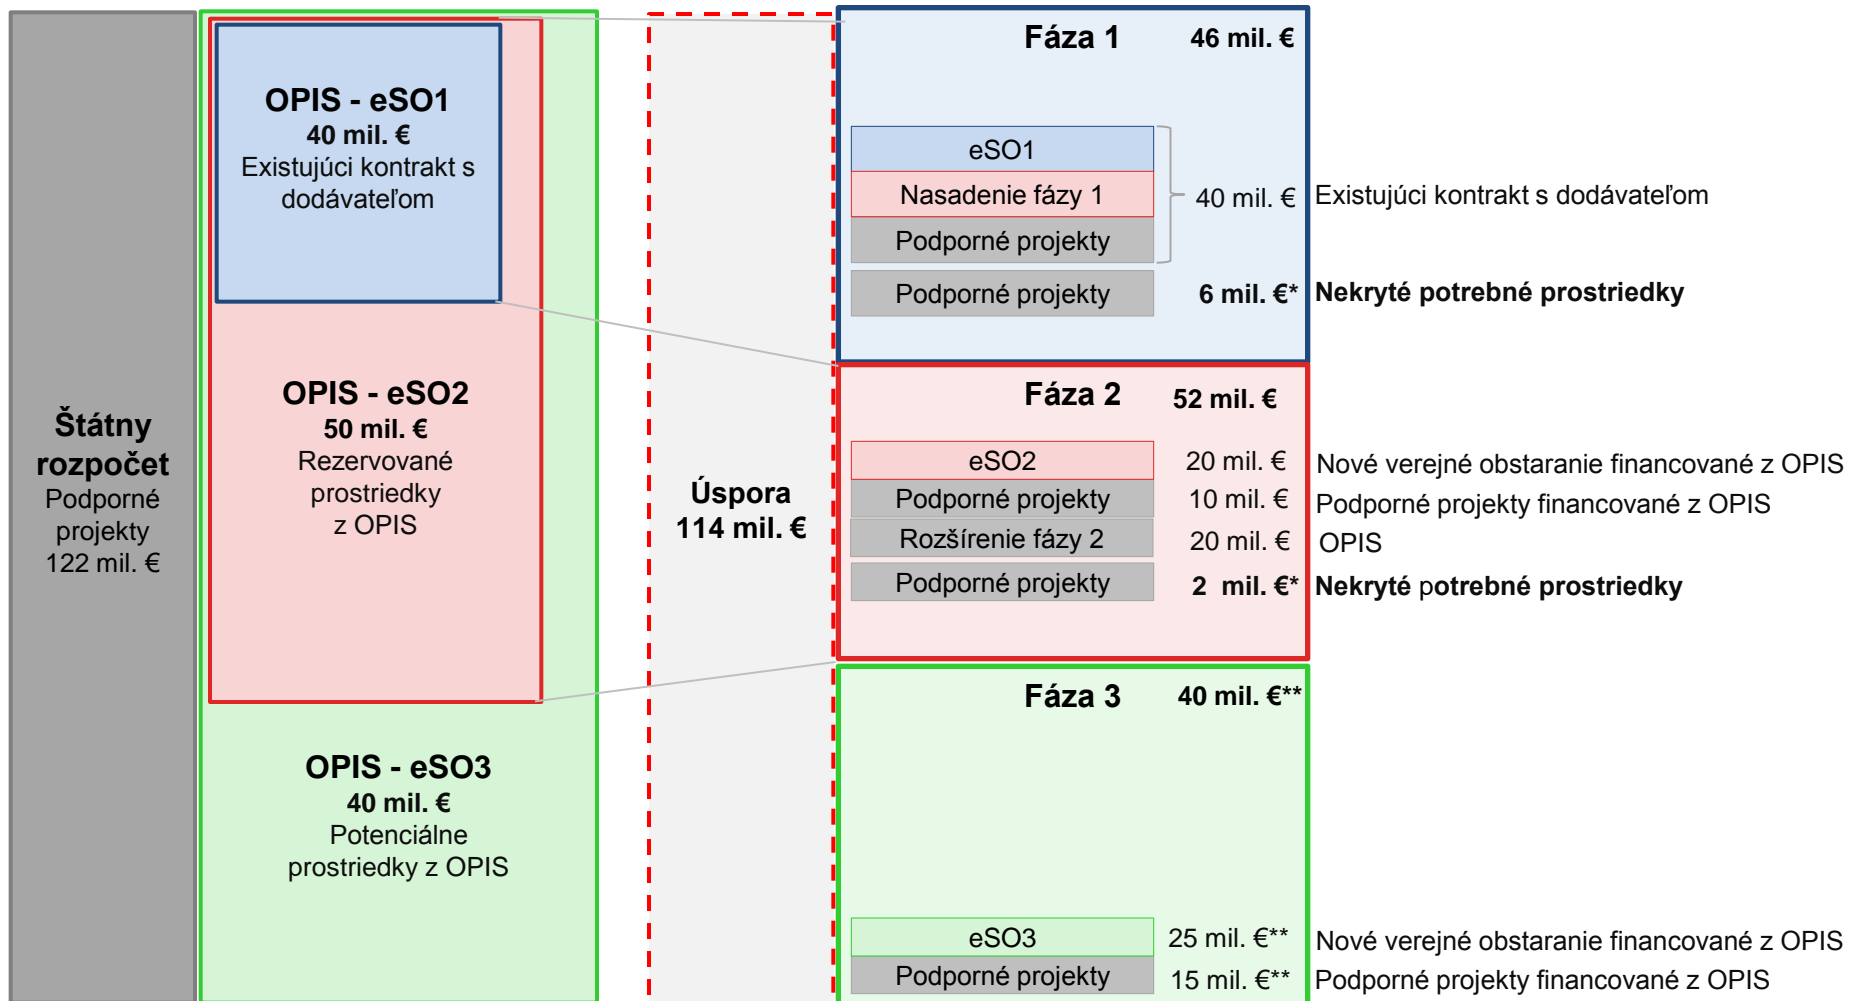 Štátny
rozpočet
Podporné
projekty
122 mil. €
OPIS - eSO1
40 mil. €
Existujúci kontrakt s
dodávateľom
OPIS - eSO2
50 mil. €
Rezervované
prostriedky
z OPIS
OPIS - eSO3
40 mil. €
Potenciálne
prostriedky z OPIS
Úspora
114 mil. €
Fáza 1 46 mil. €
eSO1
Nasadenie fázy 1
Podporné projekty
40 mil. € Existujúci kontrakt s dodávateľom
Podporné projekty 6 mil. €* Nekryté potrebné prostriedky
Fáza 2 52 mil. €
eSO2 20 mil. € Nové verejné obstaranie financované z OPIS
Podporné projekty 10 mil. € Podporné projekty financované z OPIS
Rozšírenie fázy 2 20 mil. € OPIS
Podporné projekty 2 mil. €* Nekryté potrebné prostriedky
Fáza 3 40 mil. €**
eSO3 25 mil. €** Nové verejné obstaranie financované z OPIS
Podporné projekty 15 mil. €** Podporné projekty financované z OPIS